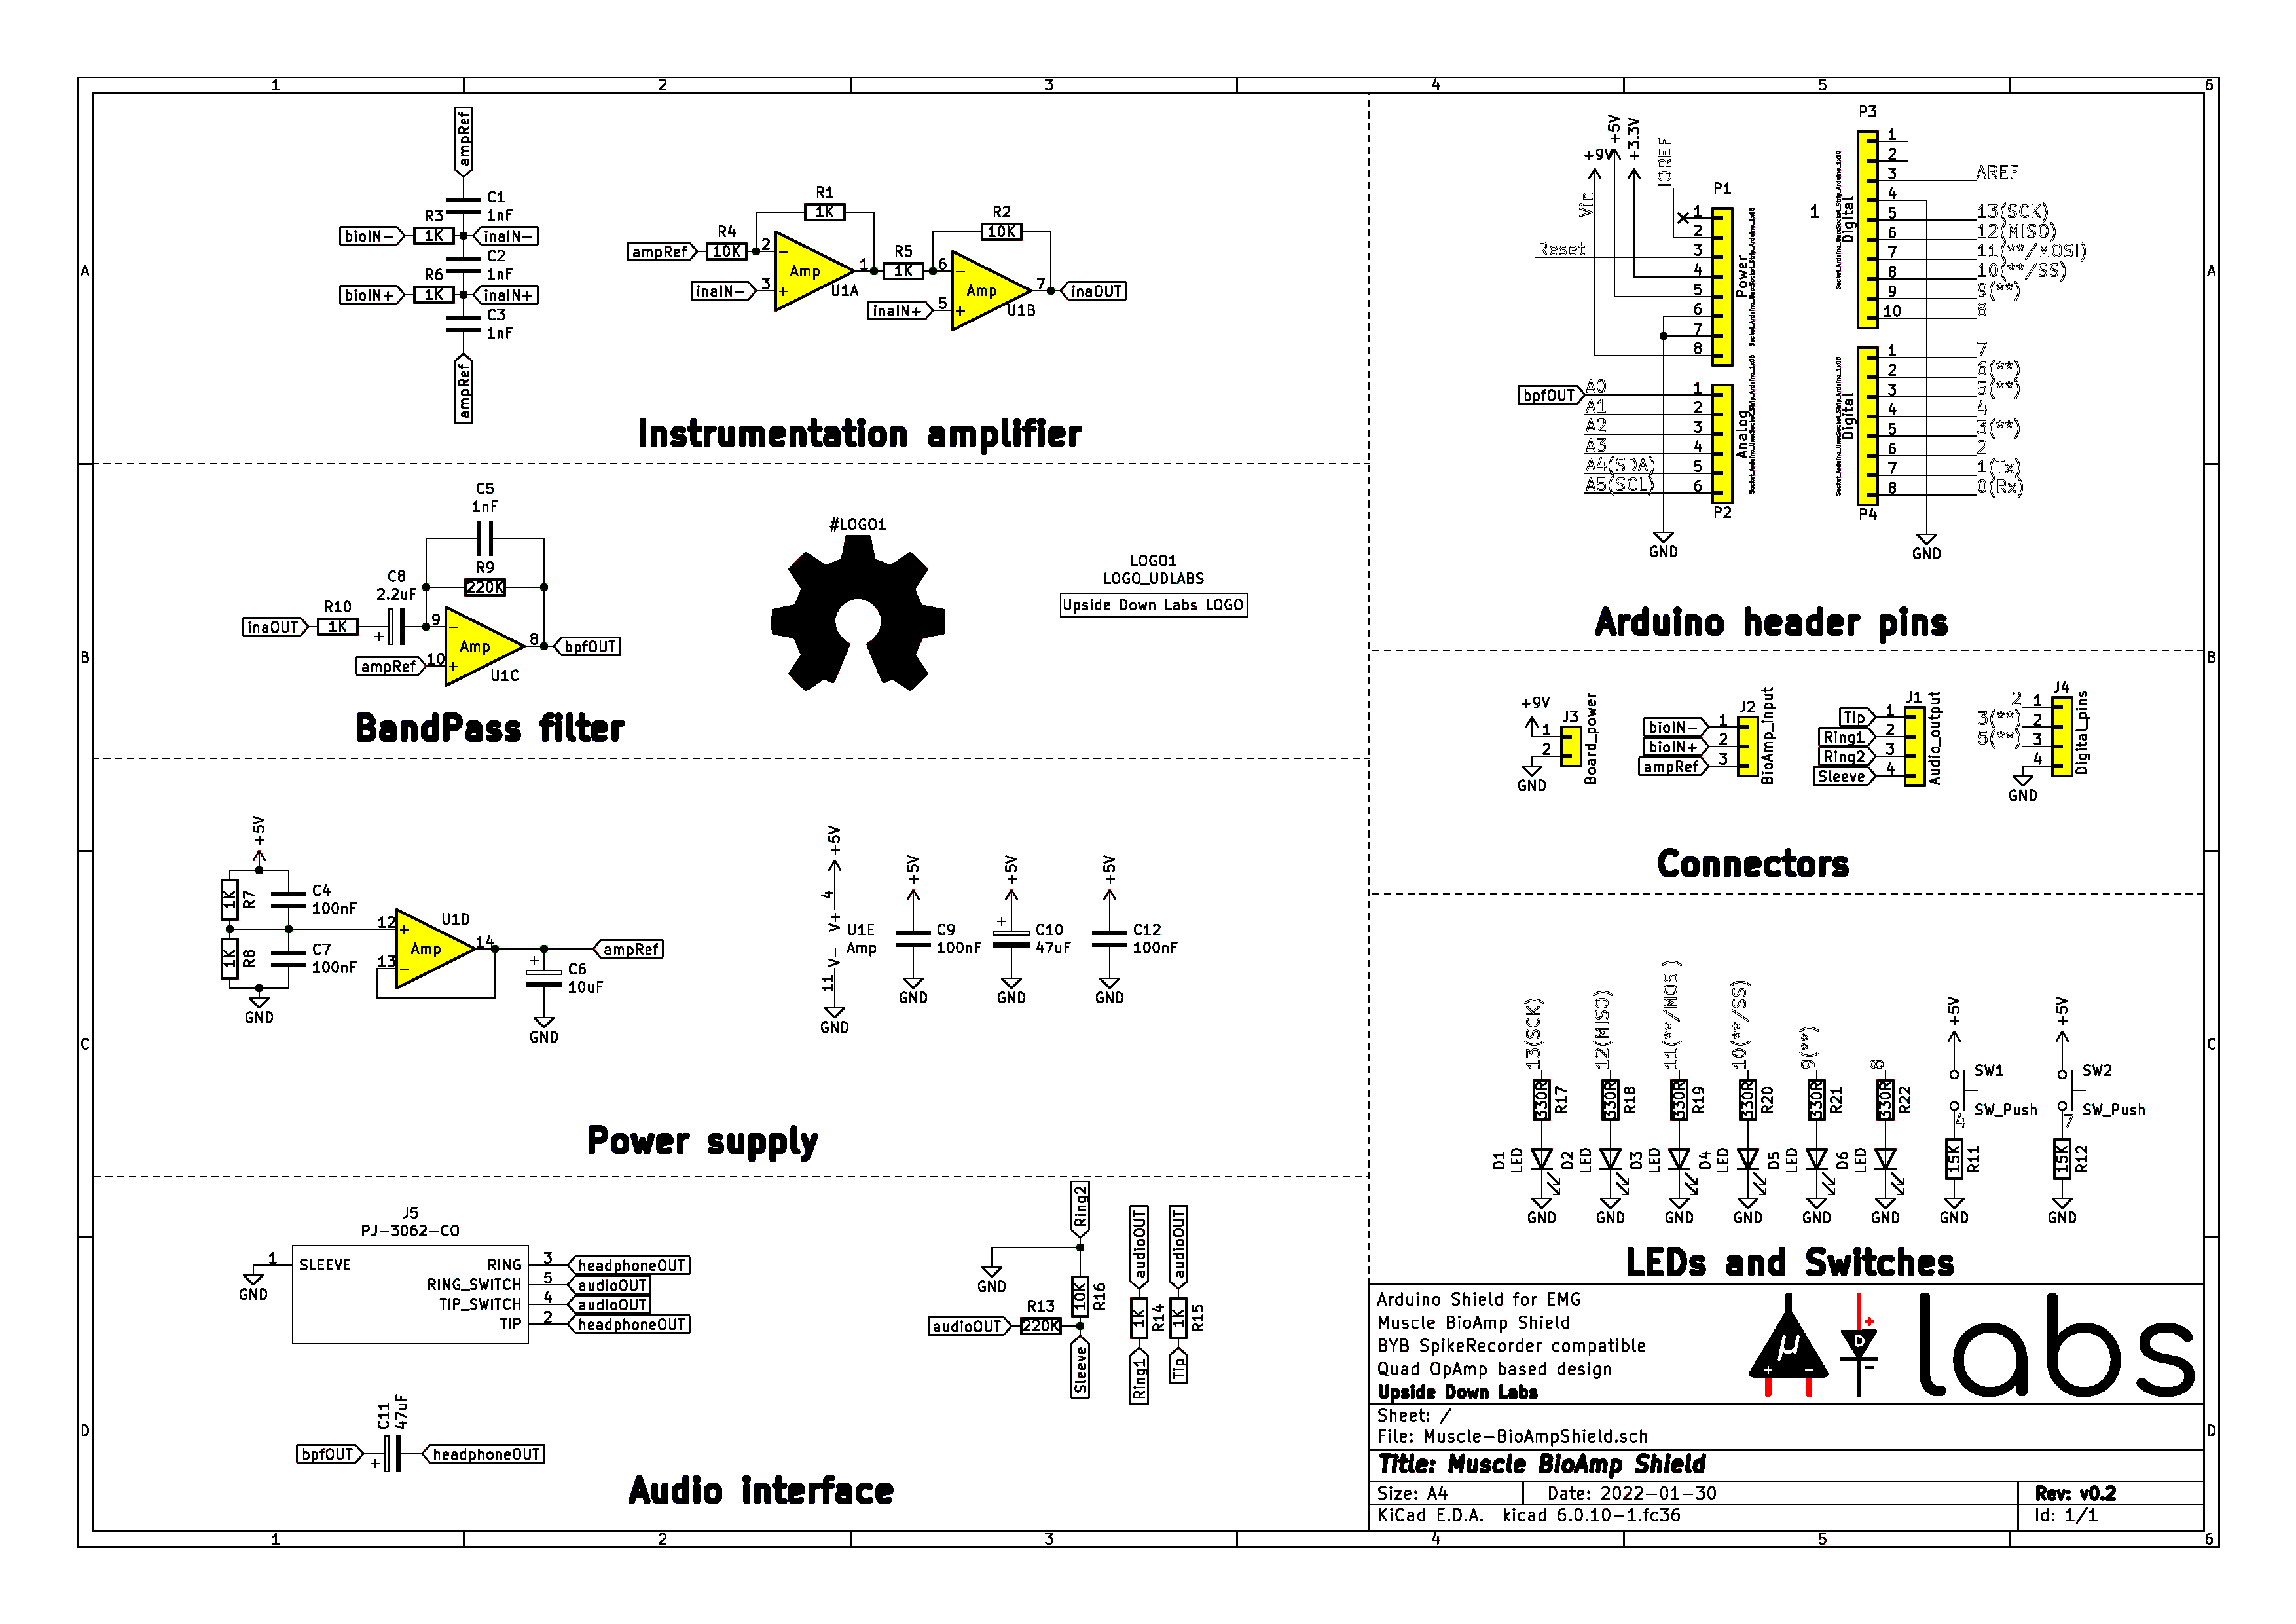 1 2 3 4 5 6
A
B
C
D
ampRef
C1
1nF
R3
bioIN- 1K inaIN-
C2
1nF
R6
bioIN+ 1K inaIN+
C3
1nF
ampRef
R1
1K
R4
ampRef 10K 2 -
Amp 1
inaIN- 3 +
U1A
R5
1K
R2
10K
6 -
Amp 7 inaOUT
inaIN+ 5 +
U1B
Instrumentation amplifier
C5
1nF
R9
220K
C8
2.2uF
R10
inaOUT 1K + 9 -
Amp 8 bpfOUT
ampRef 10 +
U1C
BandPass filter
#LOGO1
LOGO1
LOGO_UDLABS
Upside Down Labs LOGO
+5V
1K R7
C4
100nF
1K R8
C7
100nF
GND
12 +
Amp 14
13 -
U1D
ampRef
+
C6
10uF
GND
+5V
4 V+
U1E
Amp
11 V-
GND
+5V
C9
100nF
GND
+5V
+
C10
47uF
GND
+5V
C12
100nF
GND
Power supply
J5
PJ-3062-CO
1 SLEEVE
GND
RING 3 headphoneOUT
RING_SWITCH 5 audioOUT
TIP_SWITCH 4 audioOUT
TIP 2 headphoneOUT
C11
47uF
bpfOUT + headphoneOUT
Ring2
GND
10K R16
R13
audioOUT 220K
Sleeve
audioOUT
1K R14
Ring1
audioOUT
1K R15
Tip
Audio interface
+9V
+5V
+3.3V
IOREF
Vin
Reset
P1
1
2
3
4
5
6
7
8
Power
Socket_Arduino_Uno:Socket_Strip_Arduino_1x08
bpfOUT A0 1
A1 2
A2 3
A3 4
A4(SDA) 5
A5(SCL) 6
P2
Analog
Socket_Arduino_Uno:Socket_Strip_Arduino_1x06
GND
P3
1
Digital
Socket_Arduino_Uno:Socket_Strip_Arduino_1x10
1
2
3 AREF
4
5 13(SCK)
6 12(MISO)
7 11(**/MOSI)
8 10(**/SS)
9 9(**)
10 8
1 7
2 6(**)
3 5(**)
4 4
5 3(**)
6 2
7 1(Tx)
8 0(Rx)
P4
Digital
Socket_Arduino_Uno:Socket_Strip_Arduino_1x08
GND
Arduino header pins
+9V
J3
1
2
GND
Board_power
J2
bioIN- 1
bioIN+ 2
ampRef 3
BioAmp_Input
J1
Tip 1
Ring1 2
Ring2 3
Sleeve 4
Audio_output
J4
2 1
3(**) 2
5(**) 3
4
GND
Digital_pins
Connectors
13(SCK)
330R R17
D1 LED
GND
12(MISO)
330R R18
D2 LED
GND
11(**/MOSI)
330R R19
D3 LED
GND
10(**/SS)
330R R20
D4 LED
GND
9(**)
330R R21
D5 LED
GND
8
330R R22
D6 LED
GND
+5V
SW1
SW_Push
4
15K R11
GND
+5V
SW2
SW_Push
7
15K R12
GND
LEDs and Switches
Arduino Shield for EMG
Muscle BioAmp Shield
BYB SpikeRecorder compatible
Quad OpAmp based design
Upside Down Labs
μ + - D + - labs
Sheet: /
File: Muscle-BioAmpShield.sch
Title: Muscle BioAmp Shield
Size: A4 Date: 2022-01-30 Rev: v0.2
KiCad E.D.A. kicad 6.0.10-1.fc36 Id: 1/1
A
B
C
D
1 2 3 4 5 6